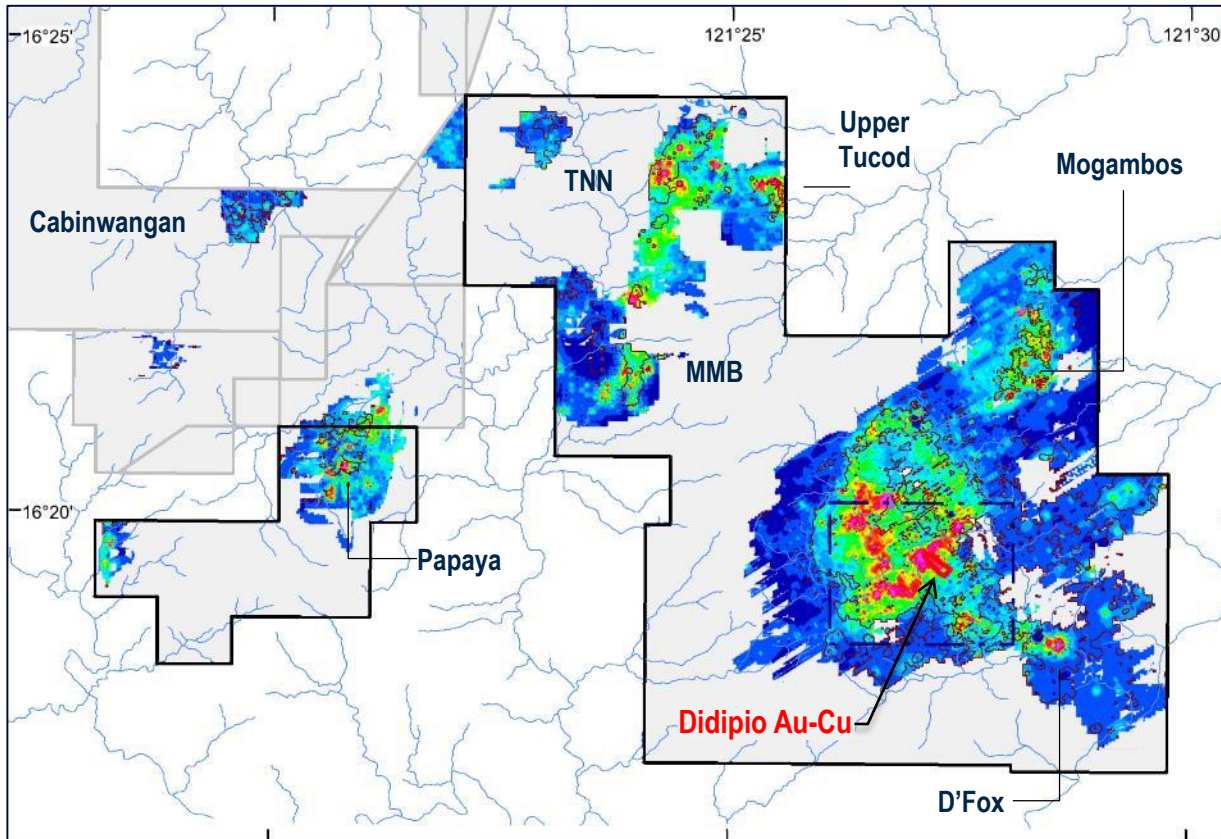 16°25'
121°25'
121°30'
Upper
Tucod
Mogambos
TNN
Cabinwangan
MMB
16°20'
Papaya
Didipio Au-Cu
D'Fox